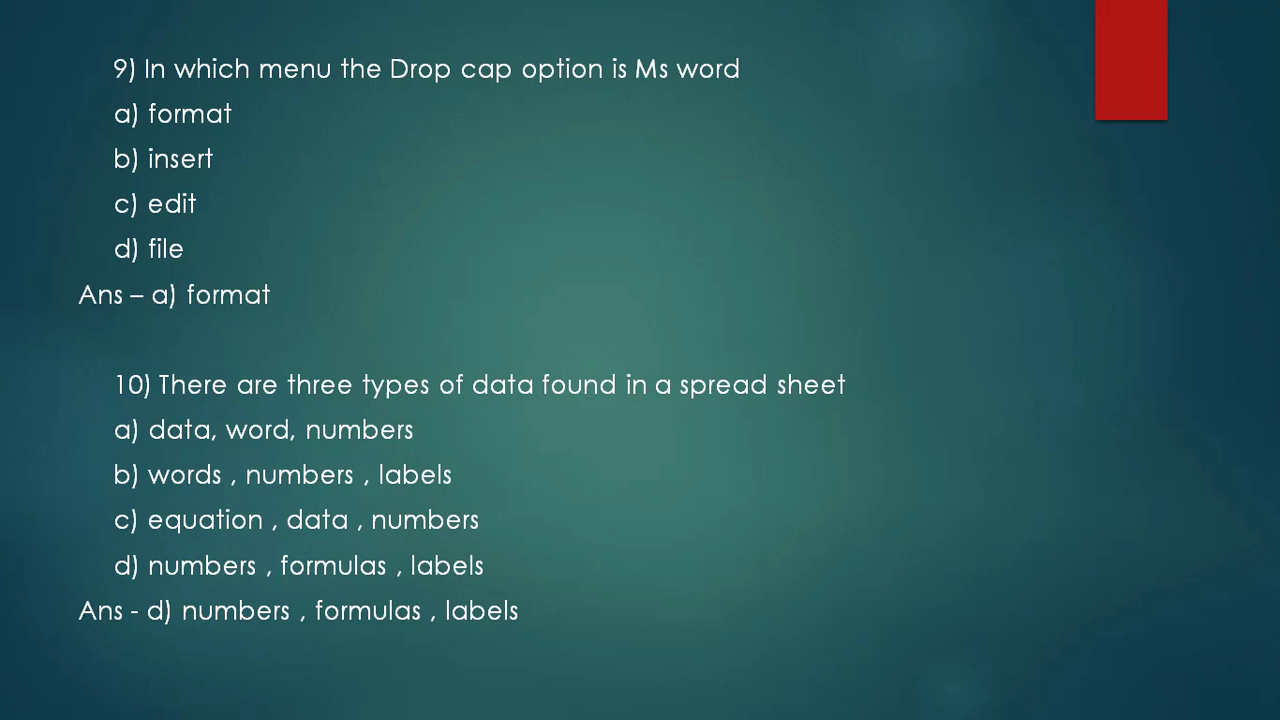 9) In which menu the Drop cap option is Ms word
a) format
b) insert
c) edit
d) file
Ans – a) format
10) There are three types of data found in a spread sheet
a) data, word, numbers
b) words , numbers , labels
c) equation , data , numbers
d) numbers , formulas , labels
Ans - d) numbers , formulas , labels